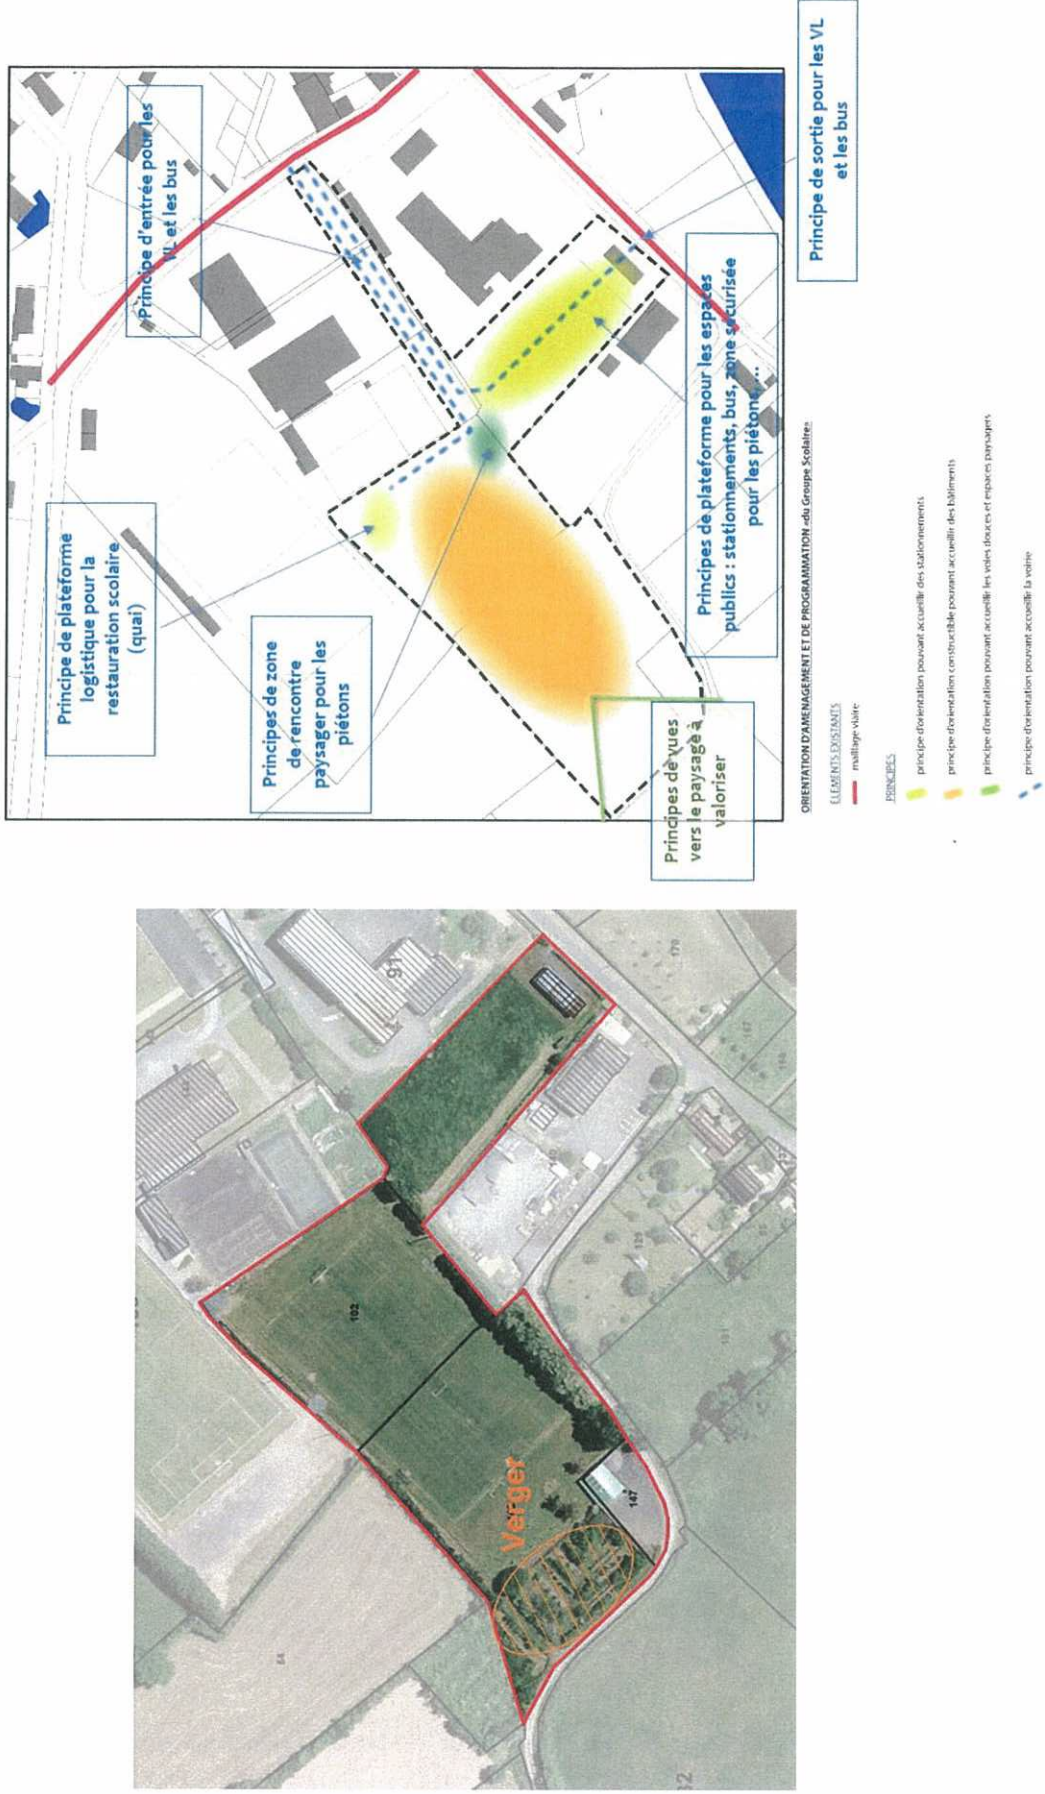 Principe d'entrée pour les
VL et les bus
Principe de sortie pour les VL
et les bus
Principe de plateforme
logistique pour la
restauration scolaire
(quai)
Principes de zone
de rencontre
paysager pour les
piétons
Principes de plateforme pour les espaces
publics : stationnements, bus, zone sécurisée
pour les piétons, ...
Principes de vues
vers le paysage à
valoriser
ORIENTATION D'AMENAGEMENT ET DE PROGRAMMATION «du Groupe Scolaire»
ELEMENTS EXISTANTS
maillage viaire
PRINCIPES
principe d'orientation pouvant accueillir des stationnements
principe d'orientation constructible pouvant accueillir des bâtiments
principe d'orientation pouvant accueillir les voies douces et espaces paysagers
principe d'orientation pouvant accueillir la voirie
Verger
102
147
91
170
167
129
84